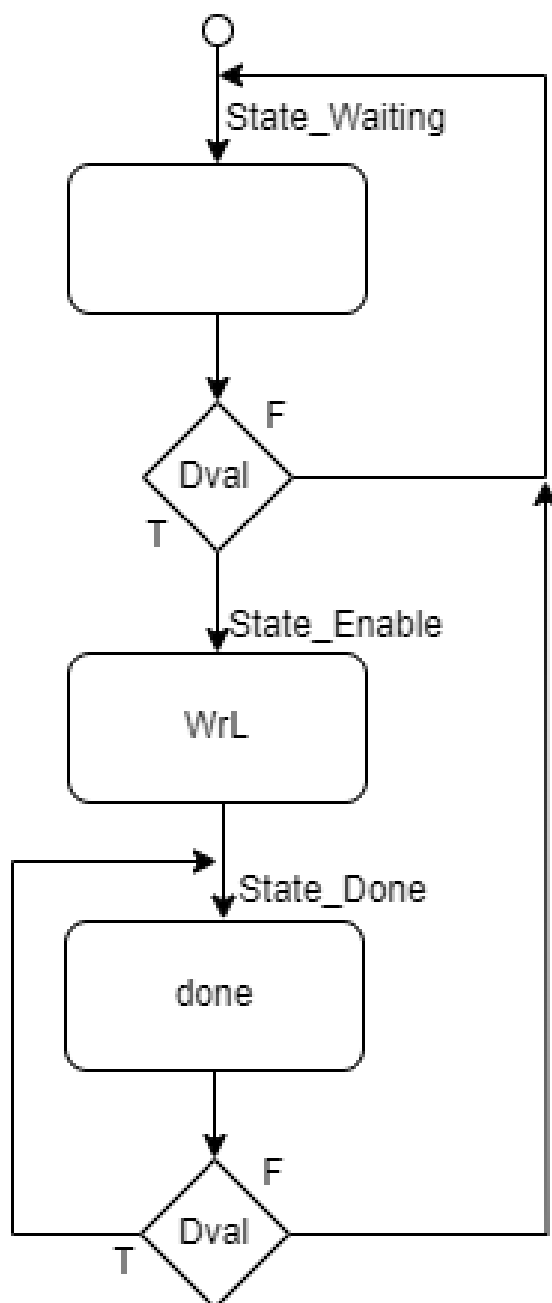 State_Waiting
F
Dval
T
State_Enable
WrL
State_Done
done
F
Dval
T